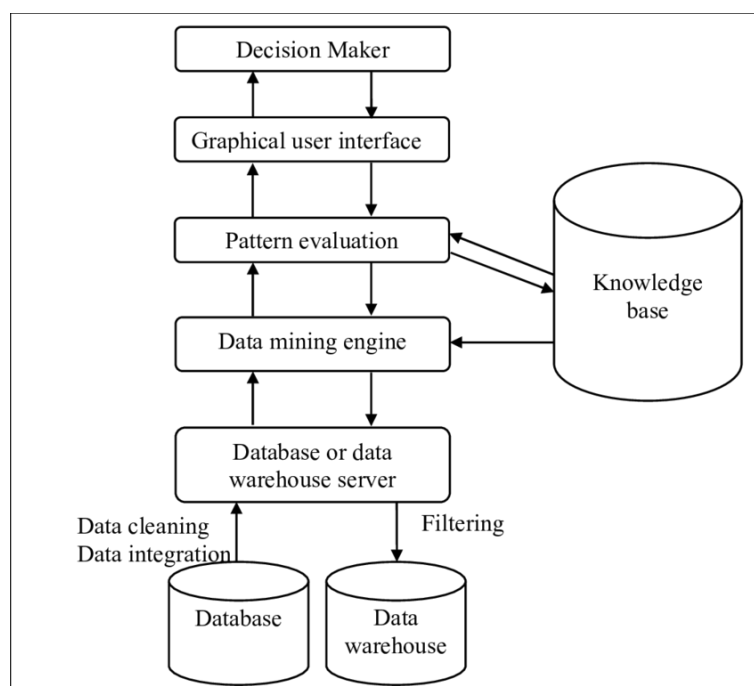 Decision Maker
Graphical user interface
Pattern evaluation
Knowledge
base
Data mining engine
Database or data
warehouse server
Data cleaning
Data integration
Filtering
Database
Data
warehouse